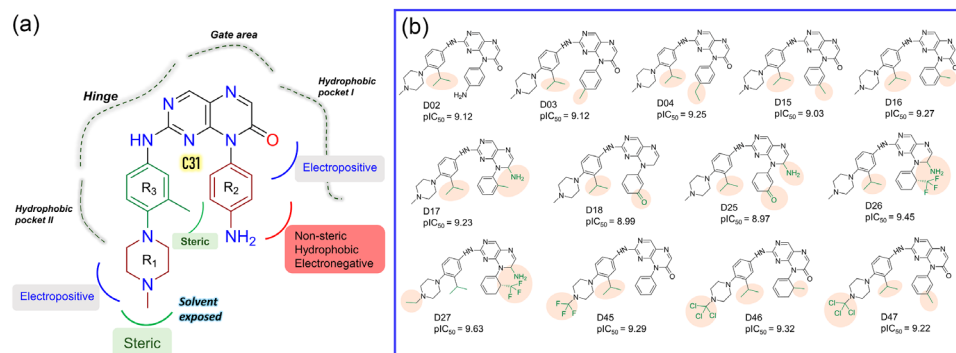 (a)
Gate area
Hinge
Hydrophobic
pocket I
N
N
N
N
N
O
HN
C31
Electropositive
R3
R2
Hydrophobic
pocket II
Steric
NH2
Non-steric
Hydrophobic
Electronegative
N
R1
N
Electropositive
Solvent
exposed
Steric
(b)
D02
pIC50 = 9.12
D03
pIC50 = 9.12
D04
pIC50 = 9.25
D15
pIC50 = 9.03
D16
pIC50 = 9.27
D17
pIC50 = 9.23
D18
pIC50 = 8.99
D25
pIC50 = 8.97
D26
pIC50 = 9.45
D27
pIC50 = 9.63
D45
pIC50 = 9.29
D46
pIC50 = 9.32
D47
pIC50 = 9.22